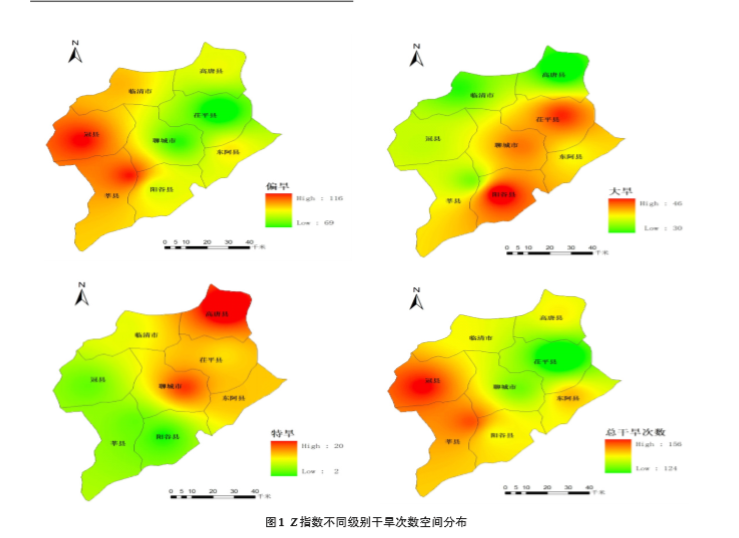 N
高唐县
临清市
茌平县
冠县
聊城市
东阿县
莘县
阳谷县
偏旱
High : 116
Low : 69
0 5 10 20 30 40
千米
N
高唐县
临清市
茌平县
冠县
聊城市
东阿县
莘县
阳谷县
大旱
High : 46
Low : 30
0 5 10 20 30 40
千米
N
高唐县
临清市
茌平县
冠县
聊城市
东阿县
莘县
阳谷县
特旱
High : 20
Low : 2
0 5 10 20 30 40
千米
N
高唐县
临清市
茌平县
冠县
聊城市
东阿县
莘县
阳谷县
总干旱次数
High : 156
Low : 124
0 5 10 20 30 40
千米
图1 Z指数不同级别干旱次数空间分布